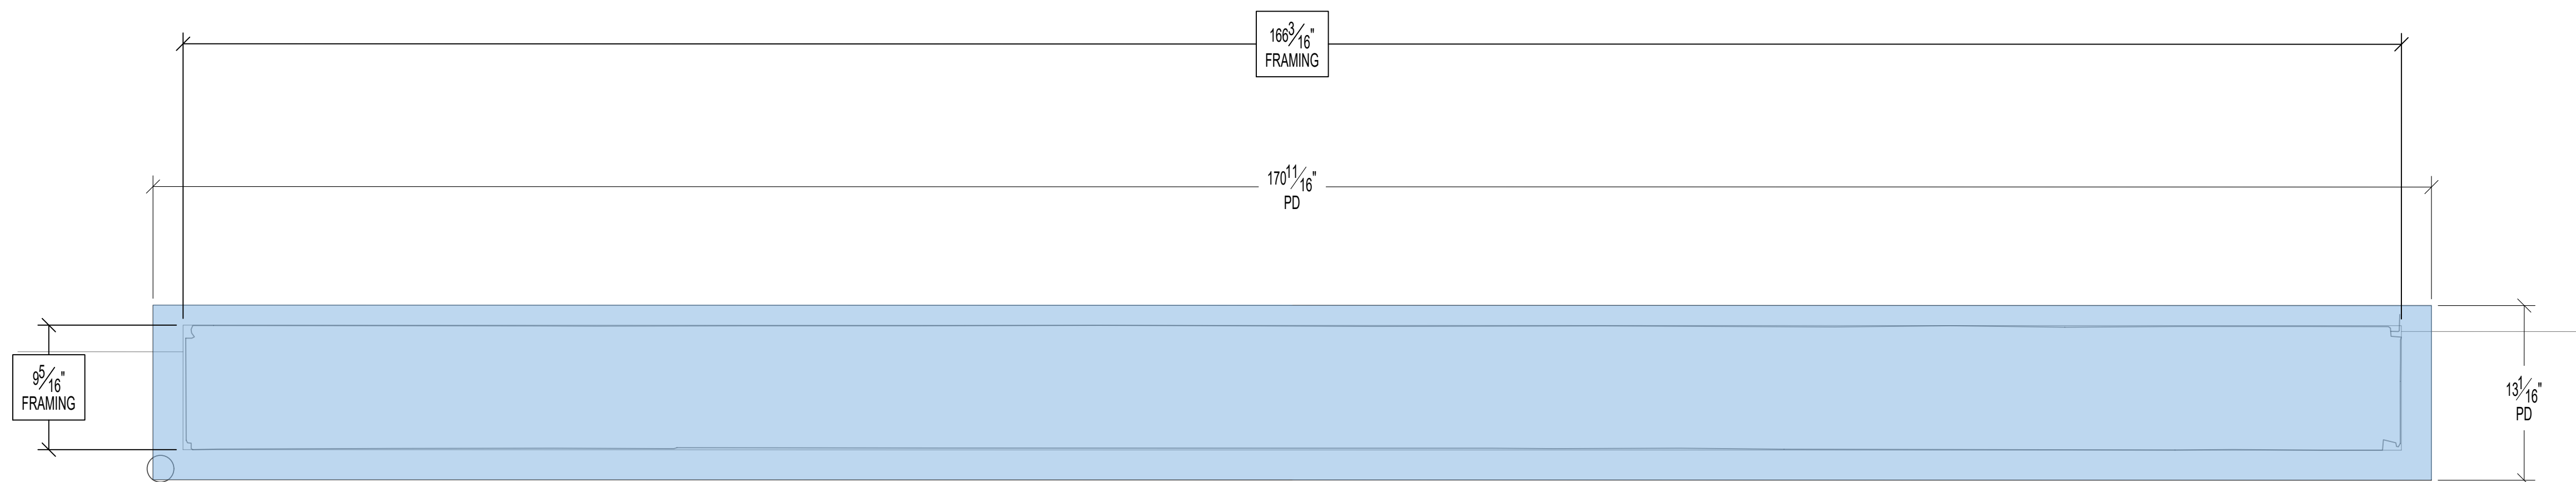 166 3/16"
FRAMING
170 11/16"
PD
9 5/16"
FRAMING
13 1/16"
PD